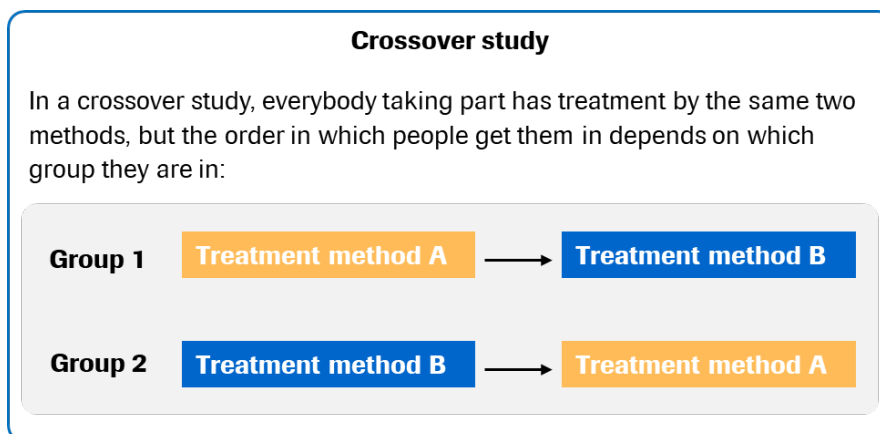 Crossover study
In a crossover study, everybody taking part has treatment by the same two
methods, but the order in which people get them in depends on which
group they are in:
Group 1 Treatment method A Treatment method B
Group 2 Treatment method B Treatment method A